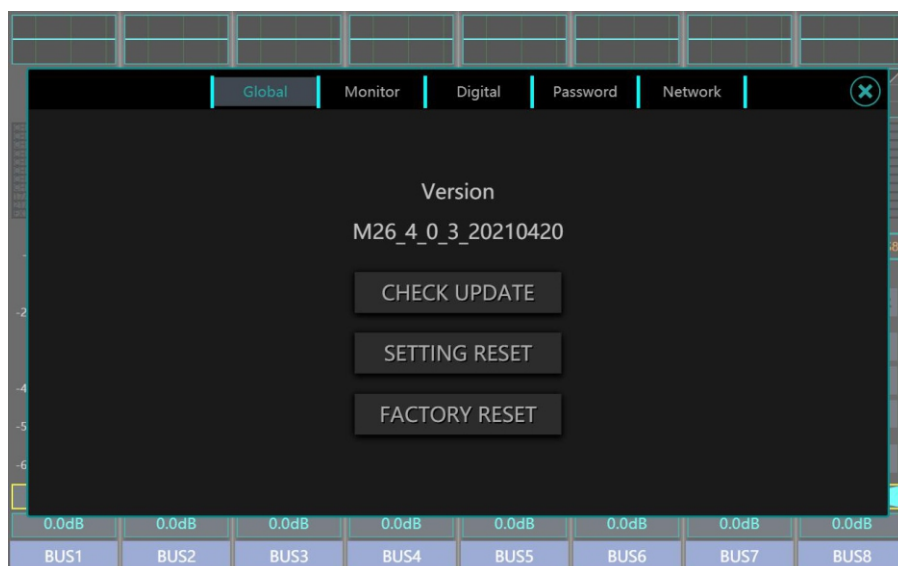 Global Monitor Digital Password Network
Version
M26_4_0_3_20210420
CHECK UPDATE
SETTING RESET
FACTORY RESET
0.0dB 0.0dB 0.0dB 0.0dB 0.0dB 0.0dB 0.0dB 0.0dB
BUS1 BUS2 BUS3 BUS4 BUS5 BUS6 BUS7 BUS8